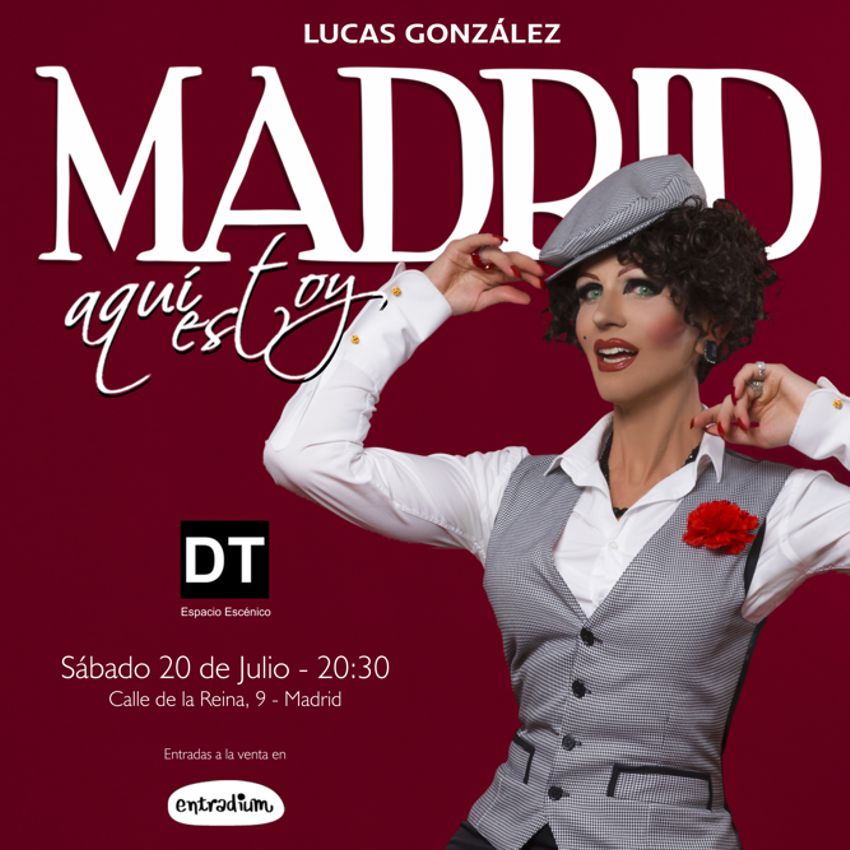 LUCAS GONZÁLEZ
MADRID
aquí estoy
DT
Espacio Escénico
Sábado 20 de Julio - 20:30
Calle de la Reina, 9 - Madrid
Entradas a la venta en
entradium